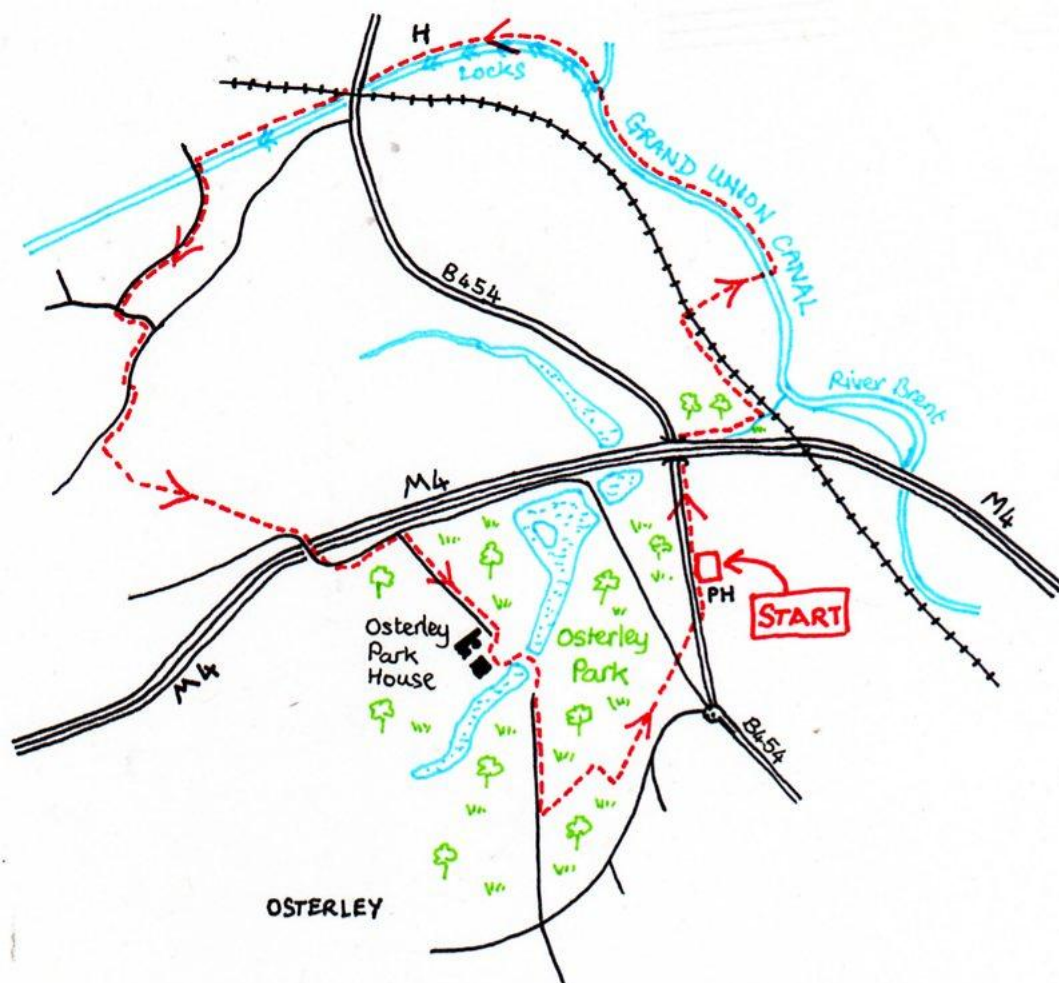 H
Locks
GRAND UNION CANAL
B454
River Brent
M4
M4
PH
START
Osterley
Park
House
Osterley
Park
M4
B454
OSTERLEY